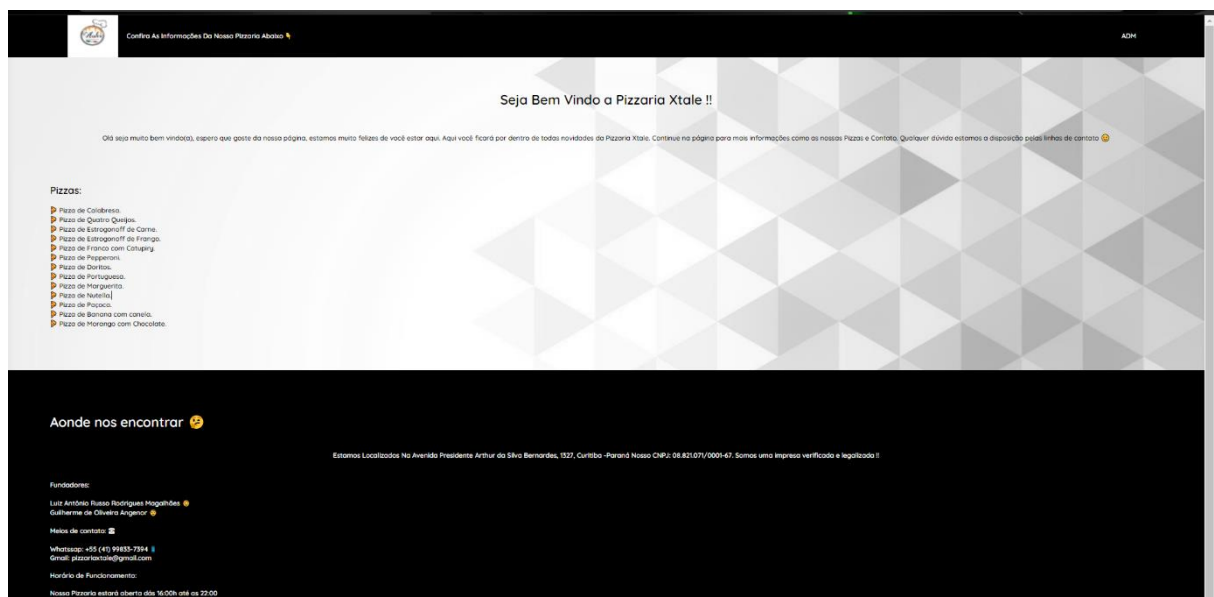 Xtale
Confira As Informações Da Nossa Pizzaria Abaixo 👇
ADM
Seja Bem Vindo a Pizzaria Xtale !!
Olá seja muito bem vindo(a), espero que goste da nossa página, estamos muito felizes de você estar aqui. Aqui você ficará por dentro de todas novidades da Pizzaria Xtale. Continue na página para mais informações como as nossas Pizzas e Contato. Qualquer dúvida estamos a disposição pelas linhas de contato 😊
Pizzas:
🍕 Pizza de Calabresa.
🍕 Pizza de Quatro Queijos.
🍕 Pizza de Estrogonoff de Carne.
🍕 Pizza de Estrogonoff de Frango.
🍕 Pizza de Franco com Catupiry.
🍕 Pizza de Pepperoni.
🍕 Pizza de Doritos.
🍕 Pizza de Portuguesa.
🍕 Pizza de Marguerita.
🍕 Pizza de Nutella.
🍕 Pizza de Paçoca.
🍕 Pizza de Banana com canela.
🍕 Pizza de Morango com Chocolate.
Aonde nos encontrar 🤔
Estamos Localizados Na Avenida Presidente Arthur da Silva Bernardes, 1327, Curitiba -Paraná Nosso CNPJ: 08.821.071/0001-67. Somos uma impresa verificada e legalizada !!
Fundadores:
Luiz Antônio Russo Rodrigues Magalhães
Guilherme de Oliveira Angenor
Meios de contato: ☎
Whatssap: +55 (41) 99833-7394 📱
Gmail: pizzariaxtale@gmail.com
Horário de Funcionamento:
Nossa Pizzaria estará aberta dás 16:00h até as 22:00